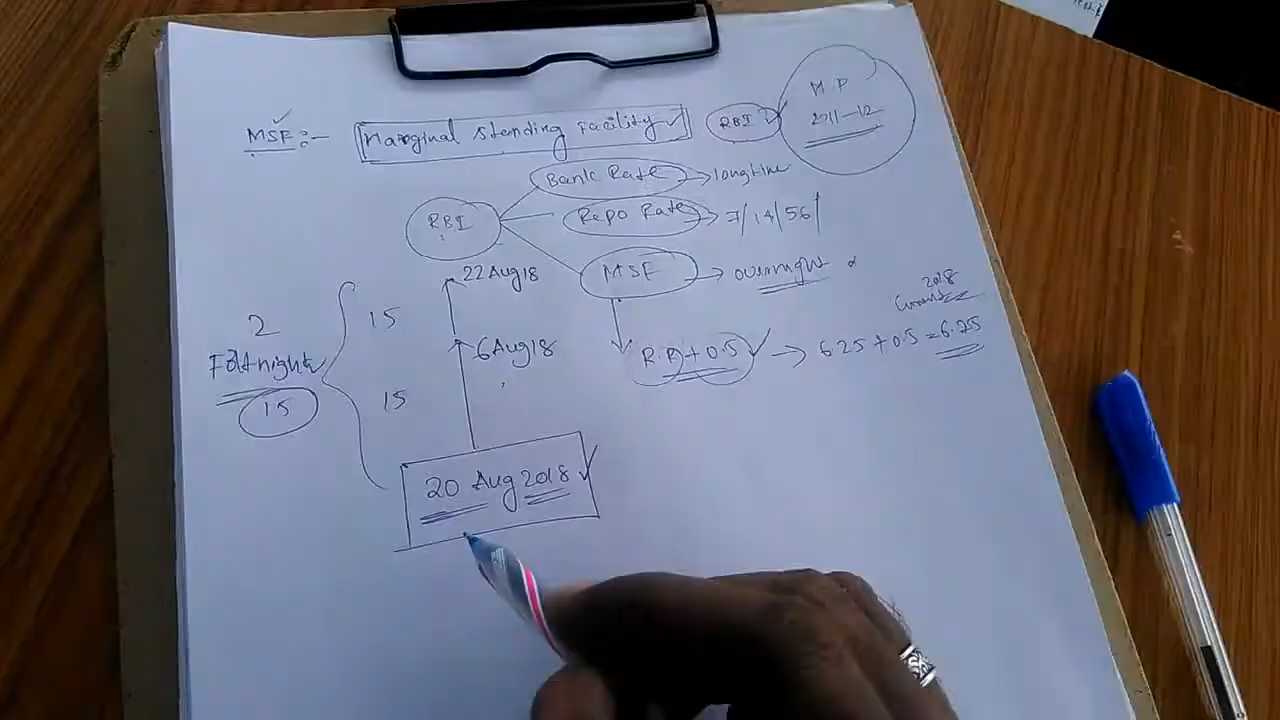 MSF :- Marginal Standing Facility RBI
M.P
2011-12
Bank Rate → longtime
RBI
Repo Rate → 7/14/56/
MSF → overnight
22 Aug 18
15
2
Fortnight
15
15
6 Aug 18
2018
Current
R.R + 0.5 → 6.25 + 0.5 = 6.25
20 Aug 2018